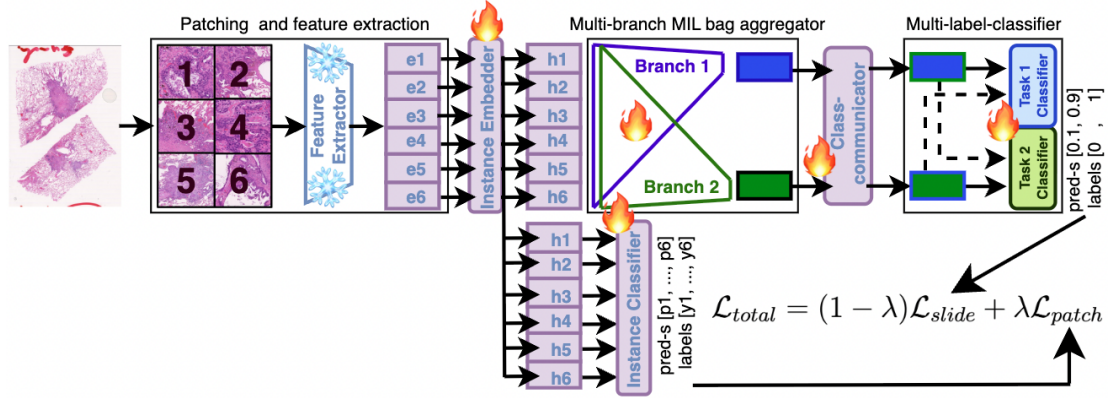 Patching and feature extraction
Multi-branch MIL bag aggregator
Multi-label-classifier
1
2
3
4
5
6
Feature
Extractor
e1
e2
e3
e4
e5
e6
Instance Embedder
h1
h2
h3
h4
h5
h6
Branch 1
Branch 2
Class-
communicator
Task 1
Classifier
Task 2
Classifier
pred-s [0.1, 0.9]
labels [0 , 1]
h1
h2
h3
h4
h5
h6
Instance Classifier
pred-s [p1, ..., p6]
labels [y1, ..., y6]
ℒ_total = (1 − λ)ℒ_slide + λℒ_patch